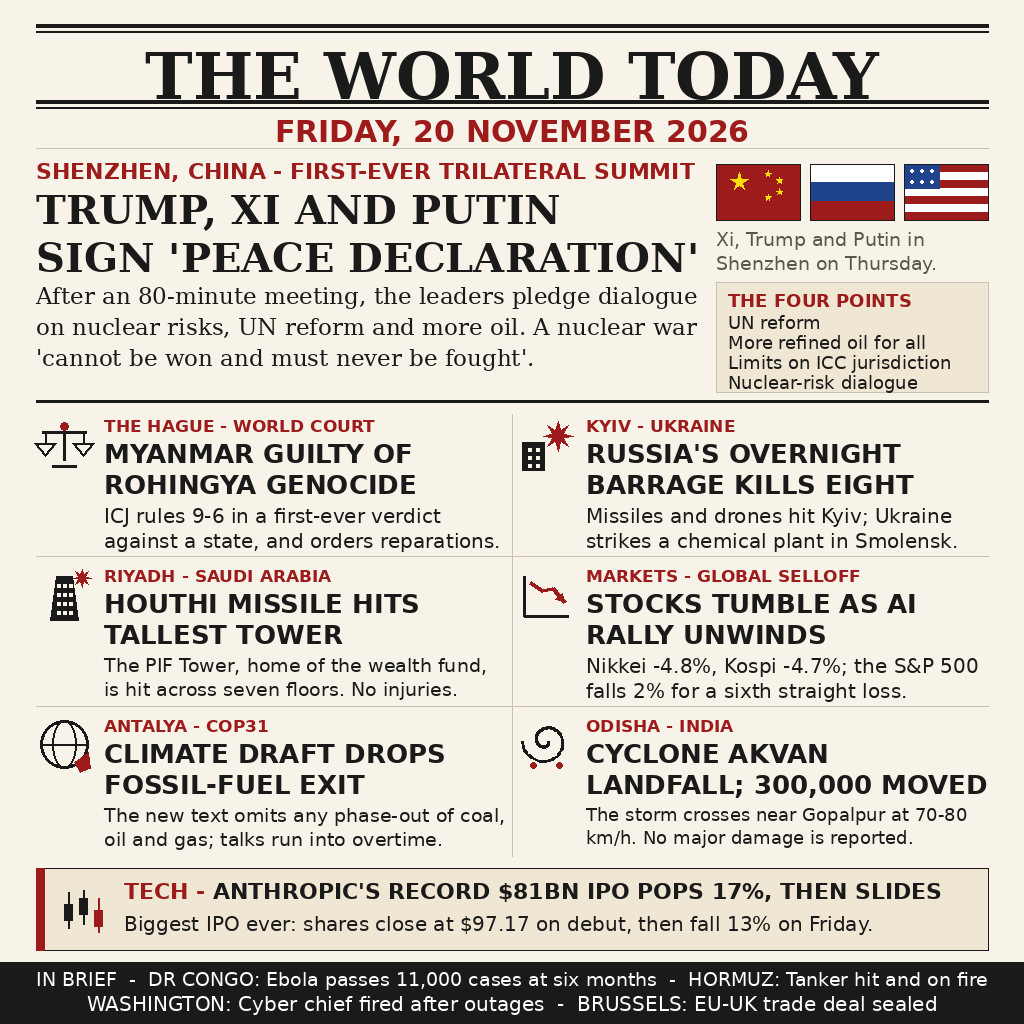 THE WORLD TODAY
FRIDAY, 20 NOVEMBER 2026
SHENZHEN, CHINA - FIRST-EVER TRILATERAL SUMMIT
TRUMP, XI AND PUTIN
SIGN 'PEACE DECLARATION'
After an 80-minute meeting, the leaders pledge dialogue
on nuclear risks, UN reform and more oil. A nuclear war
'cannot be won and must never be fought'.
Xi, Trump and Putin in
Shenzhen on Thursday.
THE FOUR POINTS
UN reform
More refined oil for all
Limits on ICC jurisdiction
Nuclear-risk dialogue
THE HAGUE - WORLD COURT
MYANMAR GUILTY OF
ROHINGYA GENOCIDE
ICJ rules 9-6 in a first-ever verdict
against a state, and orders reparations.
KYIV - UKRAINE
RUSSIA'S OVERNIGHT
BARRAGE KILLS EIGHT
Missiles and drones hit Kyiv; Ukraine
strikes a chemical plant in Smolensk.
RIYADH - SAUDI ARABIA
HOUTHI MISSILE HITS
TALLEST TOWER
The PIF Tower, home of the wealth fund,
is hit across seven floors. No injuries.
MARKETS - GLOBAL SELLOFF
STOCKS TUMBLE AS AI
RALLY UNWINDS
Nikkei -4.8%, Kospi -4.7%; the S&P 500
falls 2% for a sixth straight loss.
ANTALYA - COP31
CLIMATE DRAFT DROPS
FOSSIL-FUEL EXIT
The new text omits any phase-out of coal,
oil and gas; talks run into overtime.
ODISHA - INDIA
CYCLONE AKVAN
LANDFALL; 300,000 MOVED
The storm crosses near Gopalpur at 70-80
km/h. No major damage is reported.
TECH - ANTHROPIC'S RECORD $81BN IPO POPS 17%, THEN SLIDES
Biggest IPO ever: shares close at $97.17 on debut, then fall 13% on Friday.
IN BRIEF - DR CONGO: Ebola passes 11,000 cases at six months - HORMUZ: Tanker hit and on fire
WASHINGTON: Cyber chief fired after outages - BRUSSELS: EU-UK trade deal sealed